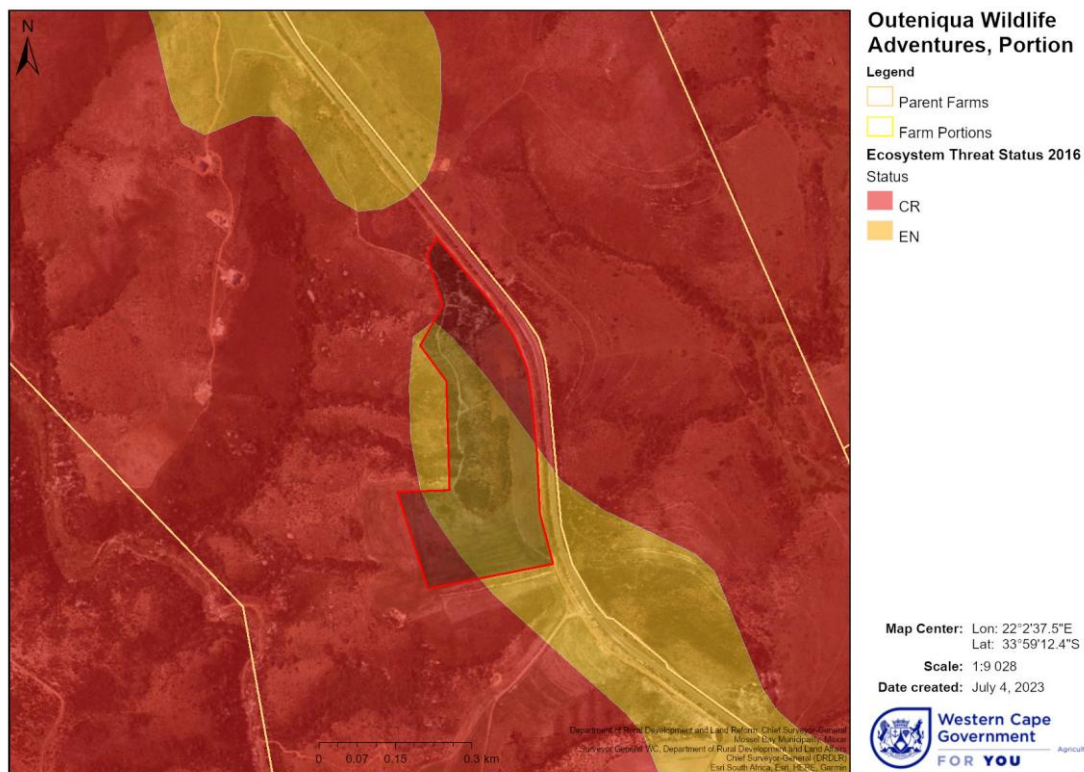 N
Outeniqua Wildlife
Adventures, Portion
Legend
Parent Farms
Farm Portions
Ecosystem Threat Status 2016
Status
CR
EN
Map Center: Lon: 22°2'37.5"E
Lat: 33°59'12.4"S
Scale: 1:9 028
Date created: July 4, 2023
Western Cape
Government
FOR YOU
Agricult
0 0.07 0.15 0.3 km
Department of Rural Development and Land Reform, Chief Surveyor-General
Mossel Bay Municipality, Maxar
Surveyor General WC, Department of Rural Development and Land Affairs
Chief Surveyor-General (DRDLR)
Esri South Africa, Esri, HERE, Garmin